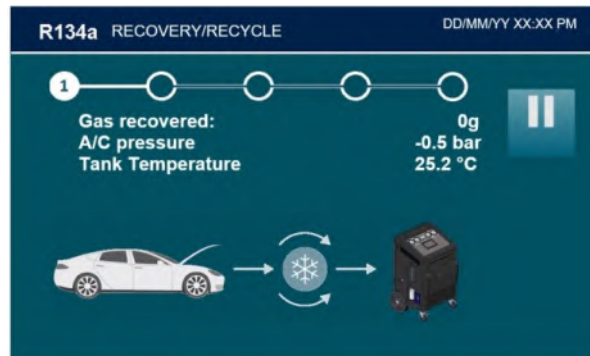 R134a RECOVERY/RECYCLE DD/MM/YY XX:XX PM
1
Gas recovered: 0g
A/C pressure -0.5 bar
Tank Temperature 25.2 °C